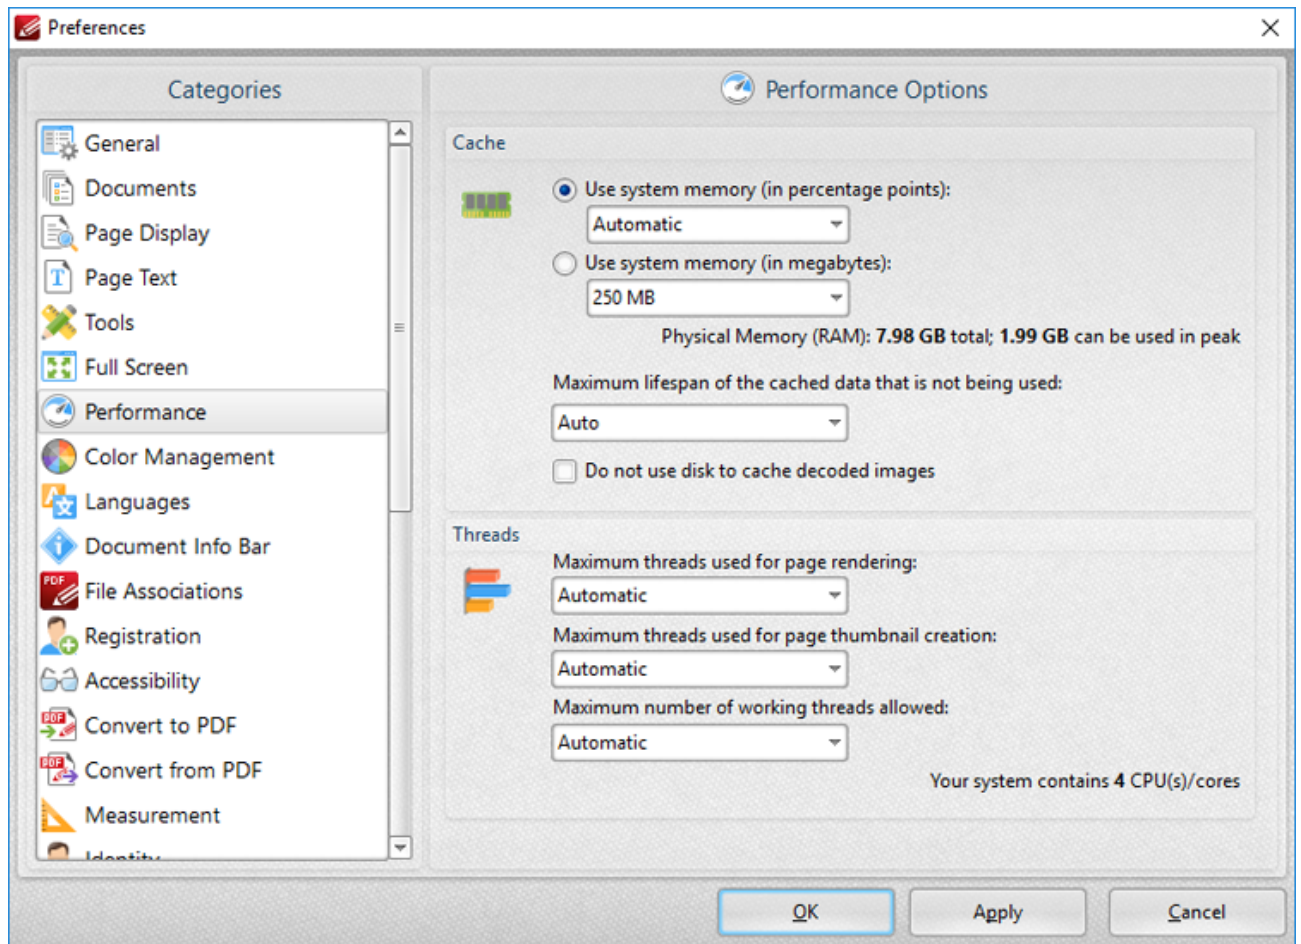 Preferences
Categories
General
Documents
Page Display
Page Text
Tools
Full Screen
Performance
Color Management
Languages
Document Info Bar
PDF
File Associations
Registration
Accessibility
PDF
Convert to PDF
PDF
Convert from PDF
Measurement
Identity
Performance Options
Cache
Use system memory (in percentage points):
Automatic
Use system memory (in megabytes):
250 MB
Physical Memory (RAM): 7.98 GB total; 1.99 GB can be used in peak
Maximum lifespan of the cached data that is not being used:
Auto
Do not use disk to cache decoded images
Threads
Maximum threads used for page rendering:
Automatic
Maximum threads used for page thumbnail creation:
Automatic
Maximum number of working threads allowed:
Automatic
Your system contains 4 CPU(s)/cores
OK
Apply
Cancel